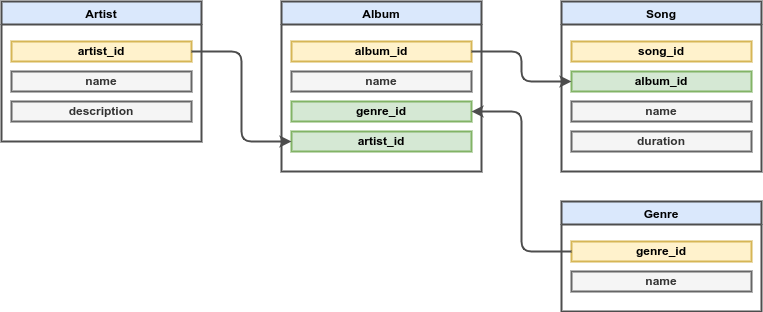 Artist
artist_id
name
description
Album
album_id
name
genre_id
artist_id
Song
song_id
album_id
name
duration
Genre
genre_id
name